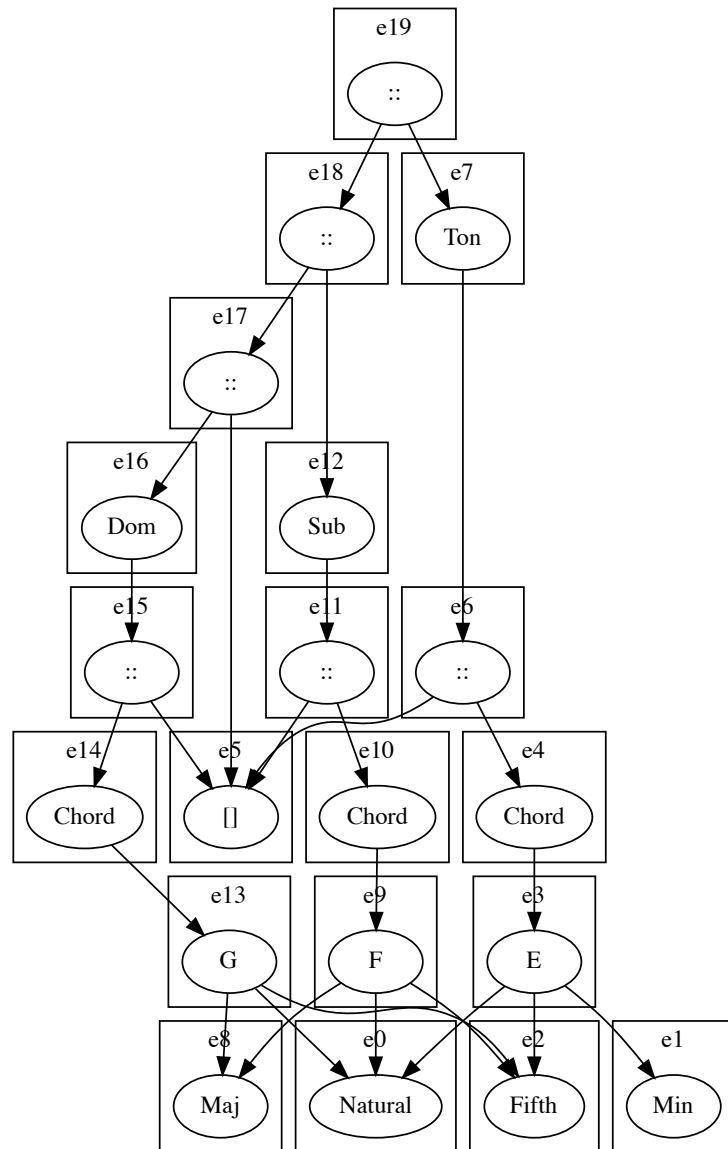 e19
::
e18
e7
::
Ton
e17
::
e16
e12
Dom
Sub
e15
e11
e6
::
::
::
e14
e5
e10
e4
Chord
[]
Chord
Chord
e13
e9
e3
G
F
E
e8
e0
e2
e1
Maj
Natural
Fifth
Min